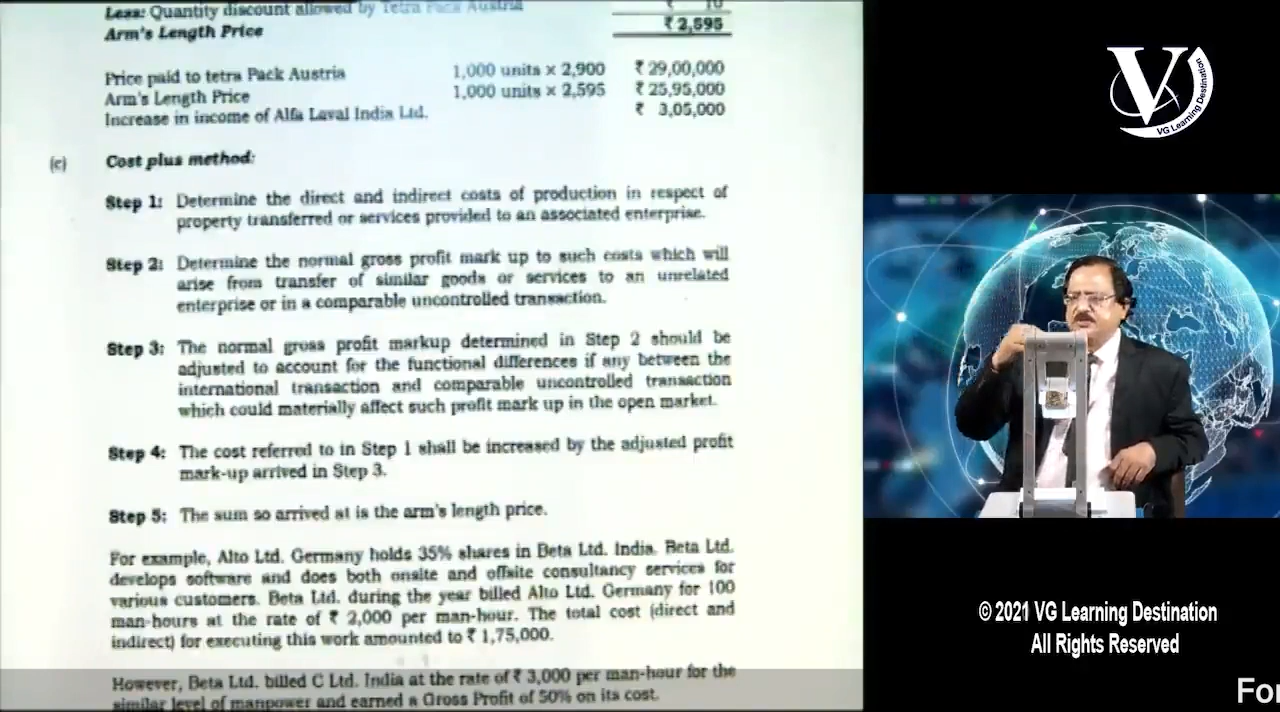 Less: Quantity discount allowed by Tetra Pack Austria ₹ 10
Arm's Length Price ₹ 2,595
Price paid to tetra Pack Austria 1,000 units × 2,900 ₹ 29,00,000
Arm's Length Price 1,000 units × 2,595 ₹ 25,95,000
Increase in income of Alfa Laval India Ltd. ₹ 3,05,000
(c) Cost plus method:
Step 1: Determine the direct and indirect costs of production in respect of
property transferred or services provided to an associated enterprise.
Step 2: Determine the normal gross profit mark up to such costs which will
arise from transfer of similar goods or services to an unrelated
enterprise or in a comparable uncontrolled transaction.
Step 3: The normal gross profit markup determined in Step 2 should be
adjusted to account for the functional differences if any between the
international transaction and comparable uncontrolled transaction
which could materially affect such profit mark up in the open market.
Step 4: The cost referred to in Step 1 shall be increased by the adjusted profit
mark-up arrived in Step 3.
Step 5: The sum so arrived at is the arm's length price.
For example, Alto Ltd. Germany holds 35% shares in Beta Ltd. India. Beta Ltd.
develops software and does both onsite and offsite consultancy services for
various customers. Beta Ltd. during the year billed Alto Ltd. Germany for 100
man-hours at the rate of ₹ 2,000 per man-hour. The total cost (direct and
indirect) for executing this work amounted to ₹ 1,75,000.
However, Beta Ltd. billed C Ltd. India at the rate of ₹ 3,000 per man-hour for the
similar level of manpower and earned a Gross Profit of 50% on its cost.
V
VG Learning Destination
© 2021 VG Learning Destination
All Rights Reserved
For